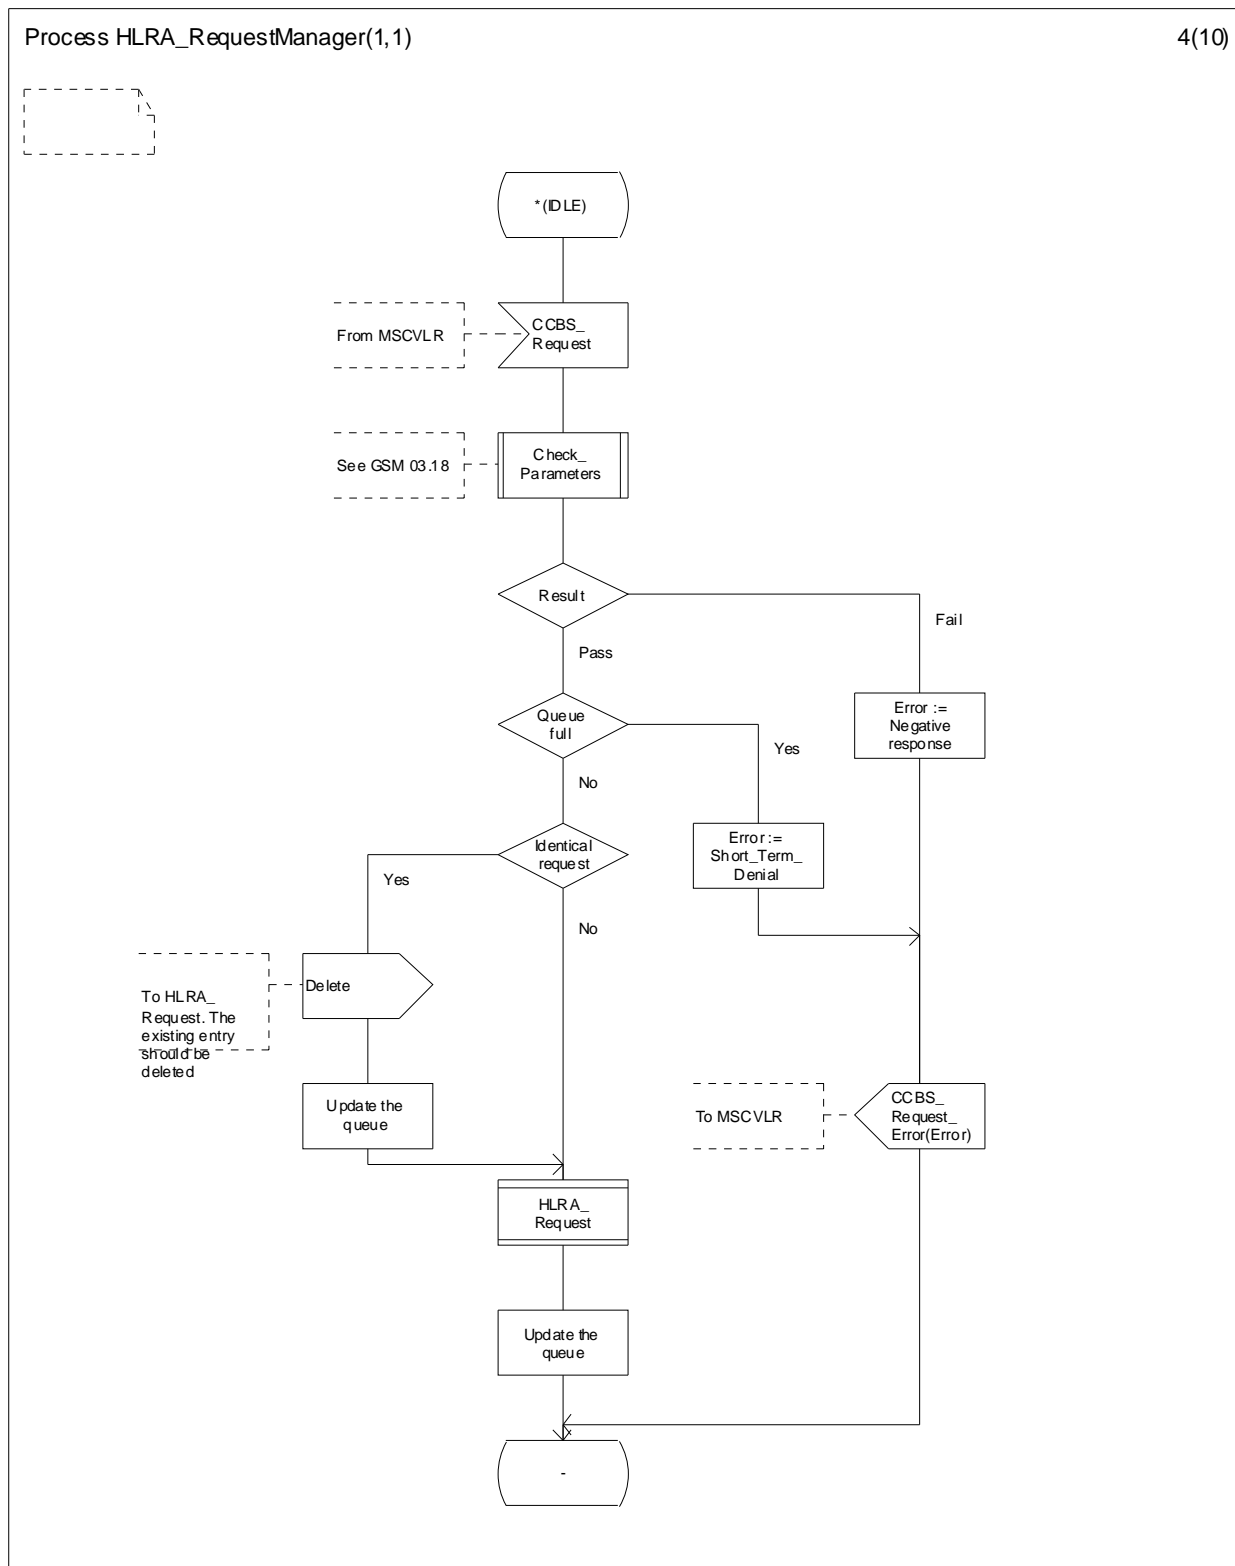 Process HLRA_RequestManager(1,1)
4(10)
*(IDLE)
From MSCVLR
CCBS_
Request
See GSM 03.18
Check_
Parameters
Result
Fail
Pass
Queue
full
Error :=
Negative
response
Yes
No
Identical
request
Error :=
Short_Term_
Denial
Yes
No
Delete
To HLRA_
Request. The
existing entry
should be
deleted
Update the
queue
To MSCVLR
CCBS_
Request_
Error(Error)
HLRA_
Request
Update the
queue
-